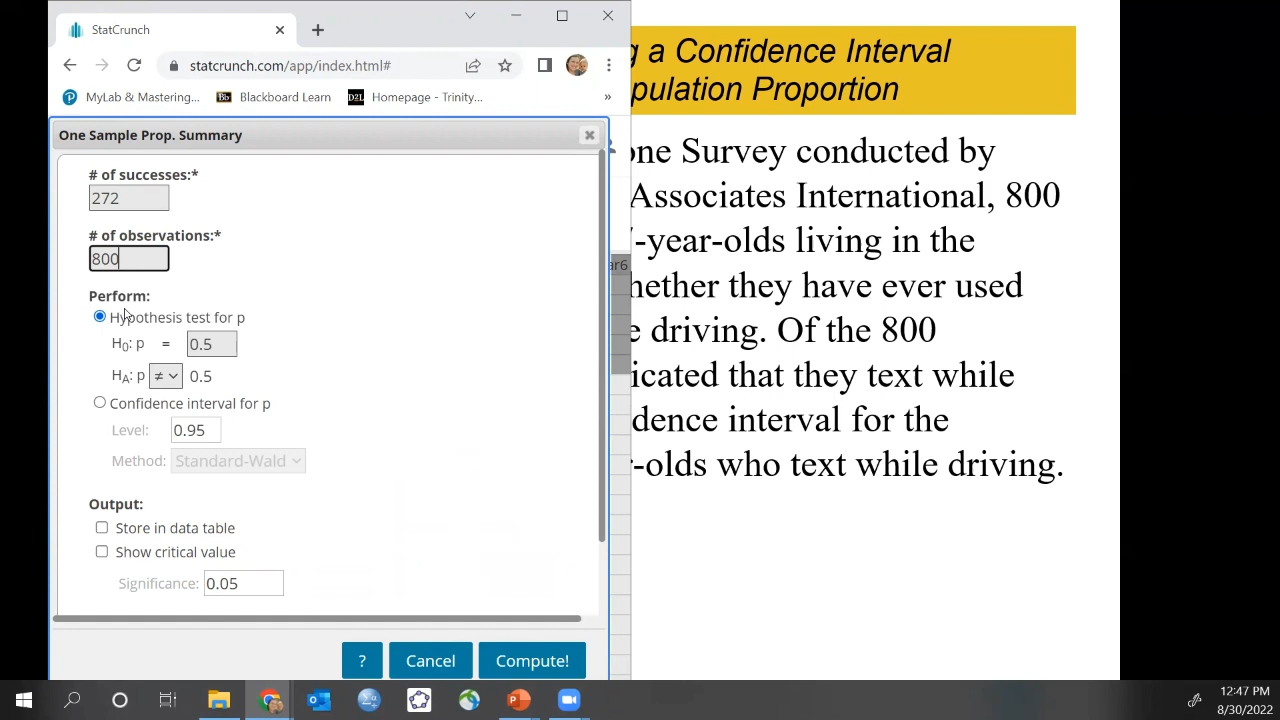 StatCrunch
statcrunch.com/app/index.html#
MyLab & Mastering... Bb Blackboard Learn D2L Homepage - Trinity... »
One Sample Prop. Summary
# of successes:*
272
# of observations:*
800
Perform:
Hypothesis test for p
H0: p = 0.5
HA: p ≠ 0.5
Confidence interval for p
Level: 0.95
Method: Standard-Wald
Output:
Store in data table
Show critical value
Significance: 0.05
? Cancel Compute!
ar6
g a Confidence Interval
pulation Proportion
one Survey conducted by
Associates International, 800
-year-olds living in the
hether they have ever used
e driving. Of the 800
icated that they text while
dence interval for the
-olds who text while driving.
12:47 PM
8/30/2022